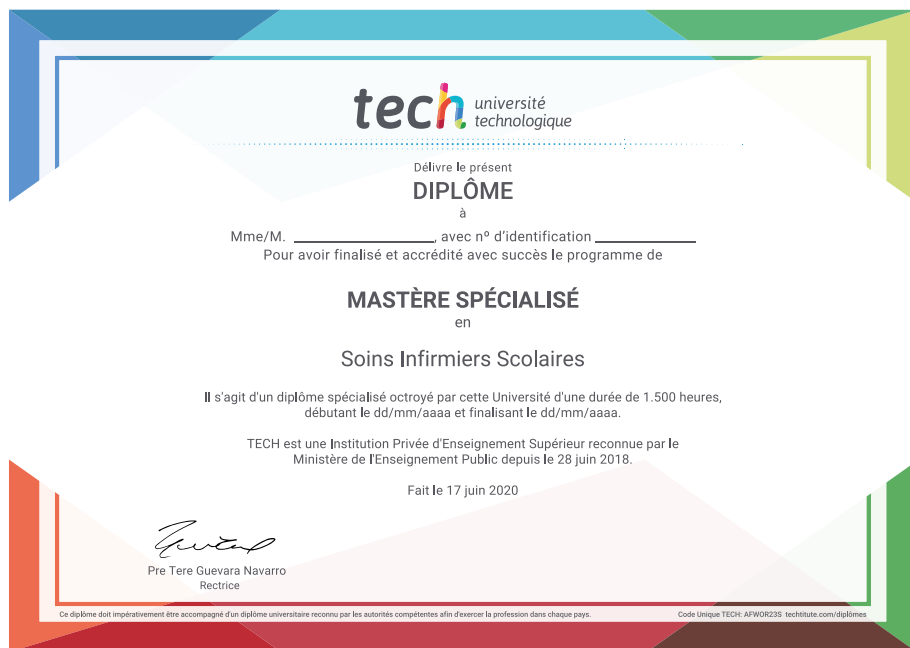 tech université
technologique
Délivre le présent
DIPLÔME
à
Mme/M. ____________________, avec nº d'identification ______________
Pour avoir finalisé et accrédité avec succès le programme de
MASTÈRE SPÉCIALISÉ
en
Soins Infirmiers Scolaires
Il s'agit d'un diplôme spécialisé octroyé par cette Université d'une durée de 1.500 heures,
débutant le dd/mm/aaaa et finalisant le dd/mm/aaaa.
TECH est une Institution Privée d'Enseignement Supérieur reconnue par le
Ministère de l'Enseignement Public depuis le 28 juin 2018.
Fait le 17 juin 2020
Pre Tere Guevara Navarro
Rectrice
Ce diplôme doit impérativement être accompagné d'un diplôme universitaire reconnu par les autorités compétentes afin d'exercer la profession dans chaque pays.
Code Unique TECH: AFWOR23S techtitute.com/diplômes